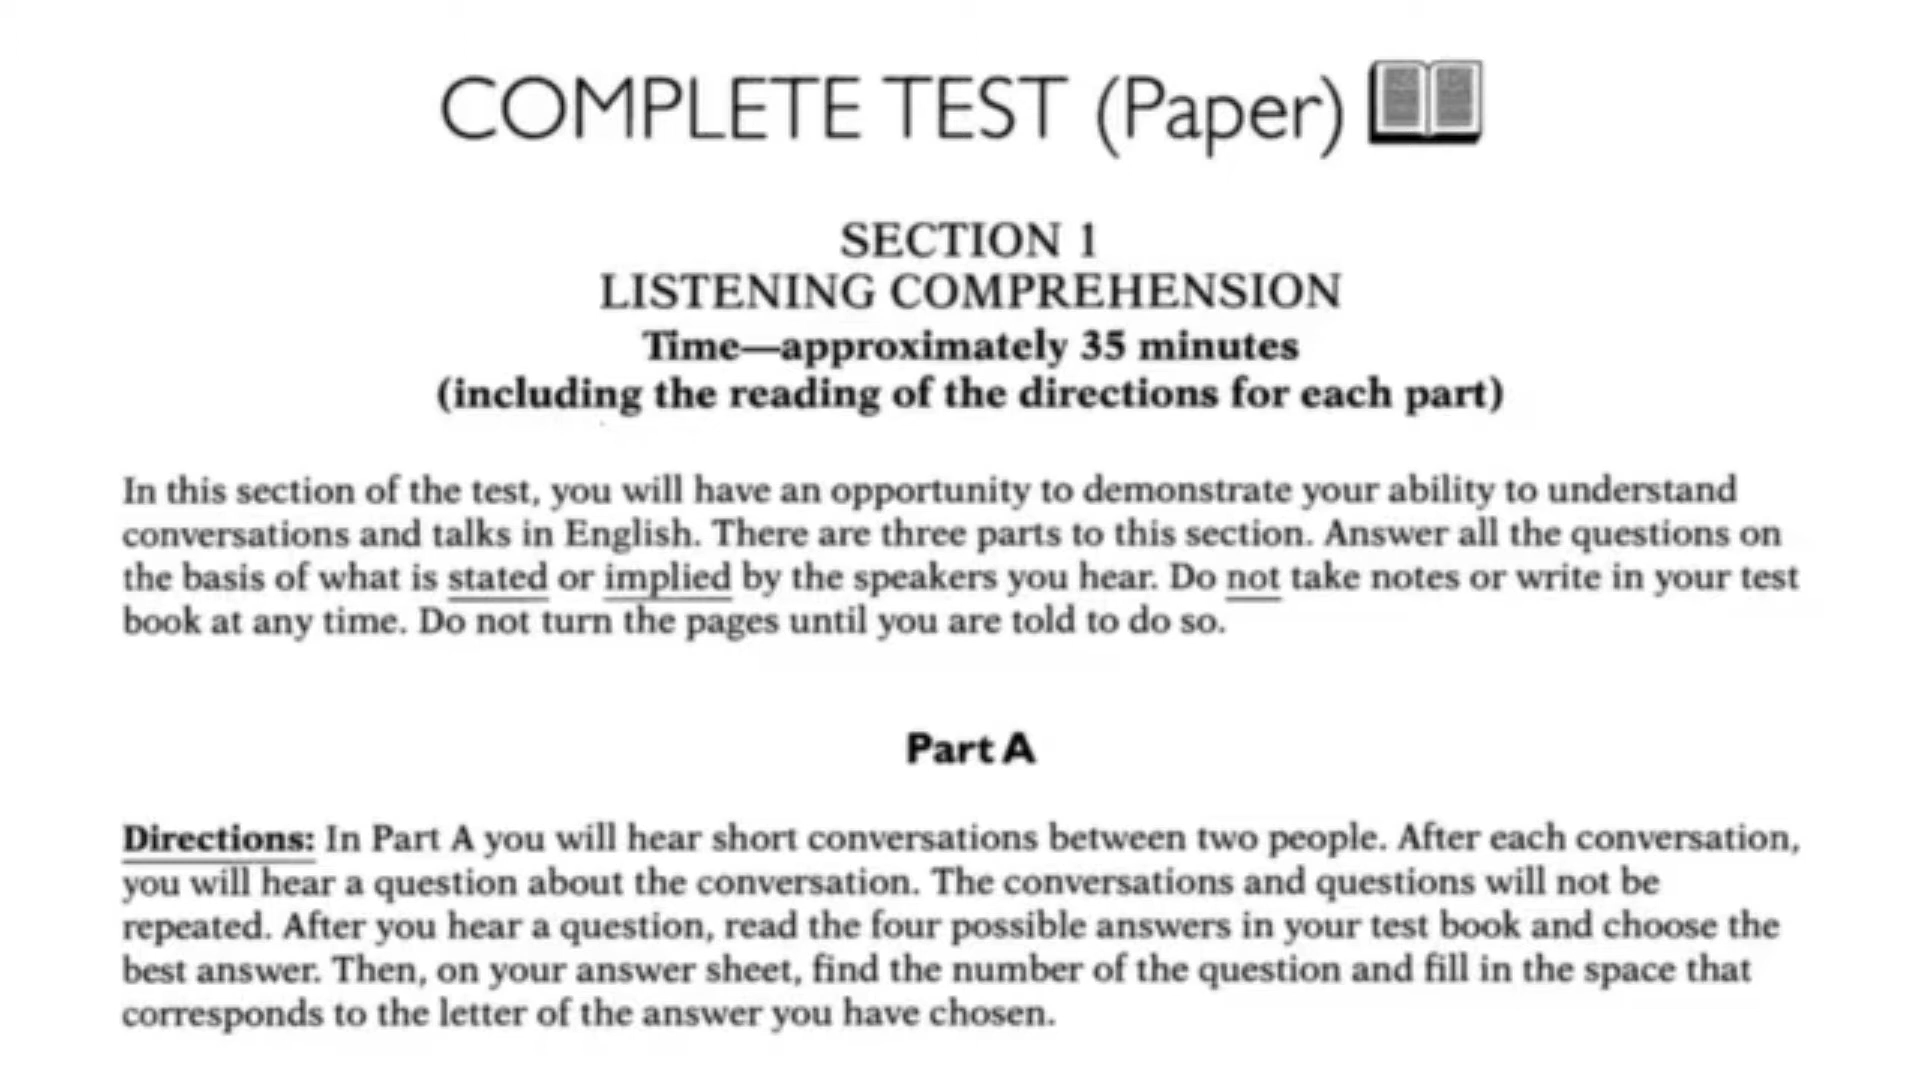 COMPLETE TEST (Paper)
SECTION 1
LISTENING COMPREHENSION
Time—approximately 35 minutes
(including the reading of the directions for each part)
In this section of the test, you will have an opportunity to demonstrate your ability to understand
conversations and talks in English. There are three parts to this section. Answer all the questions on
the basis of what is stated or implied by the speakers you hear. Do not take notes or write in your test
book at any time. Do not turn the pages until you are told to do so.
Part A
Directions: In Part A you will hear short conversations between two people. After each conversation,
you will hear a question about the conversation. The conversations and questions will not be
repeated. After you hear a question, read the four possible answers in your test book and choose the
best answer. Then, on your answer sheet, find the number of the question and fill in the space that
corresponds to the letter of the answer you have chosen.